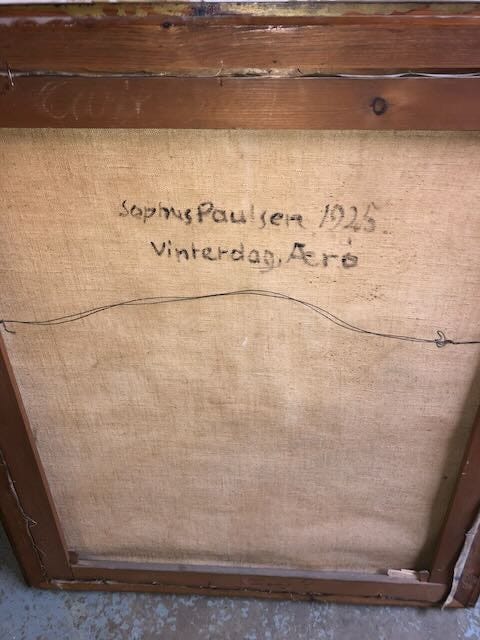 Sophus Paulsen 1925
Vinterdag, Ærø